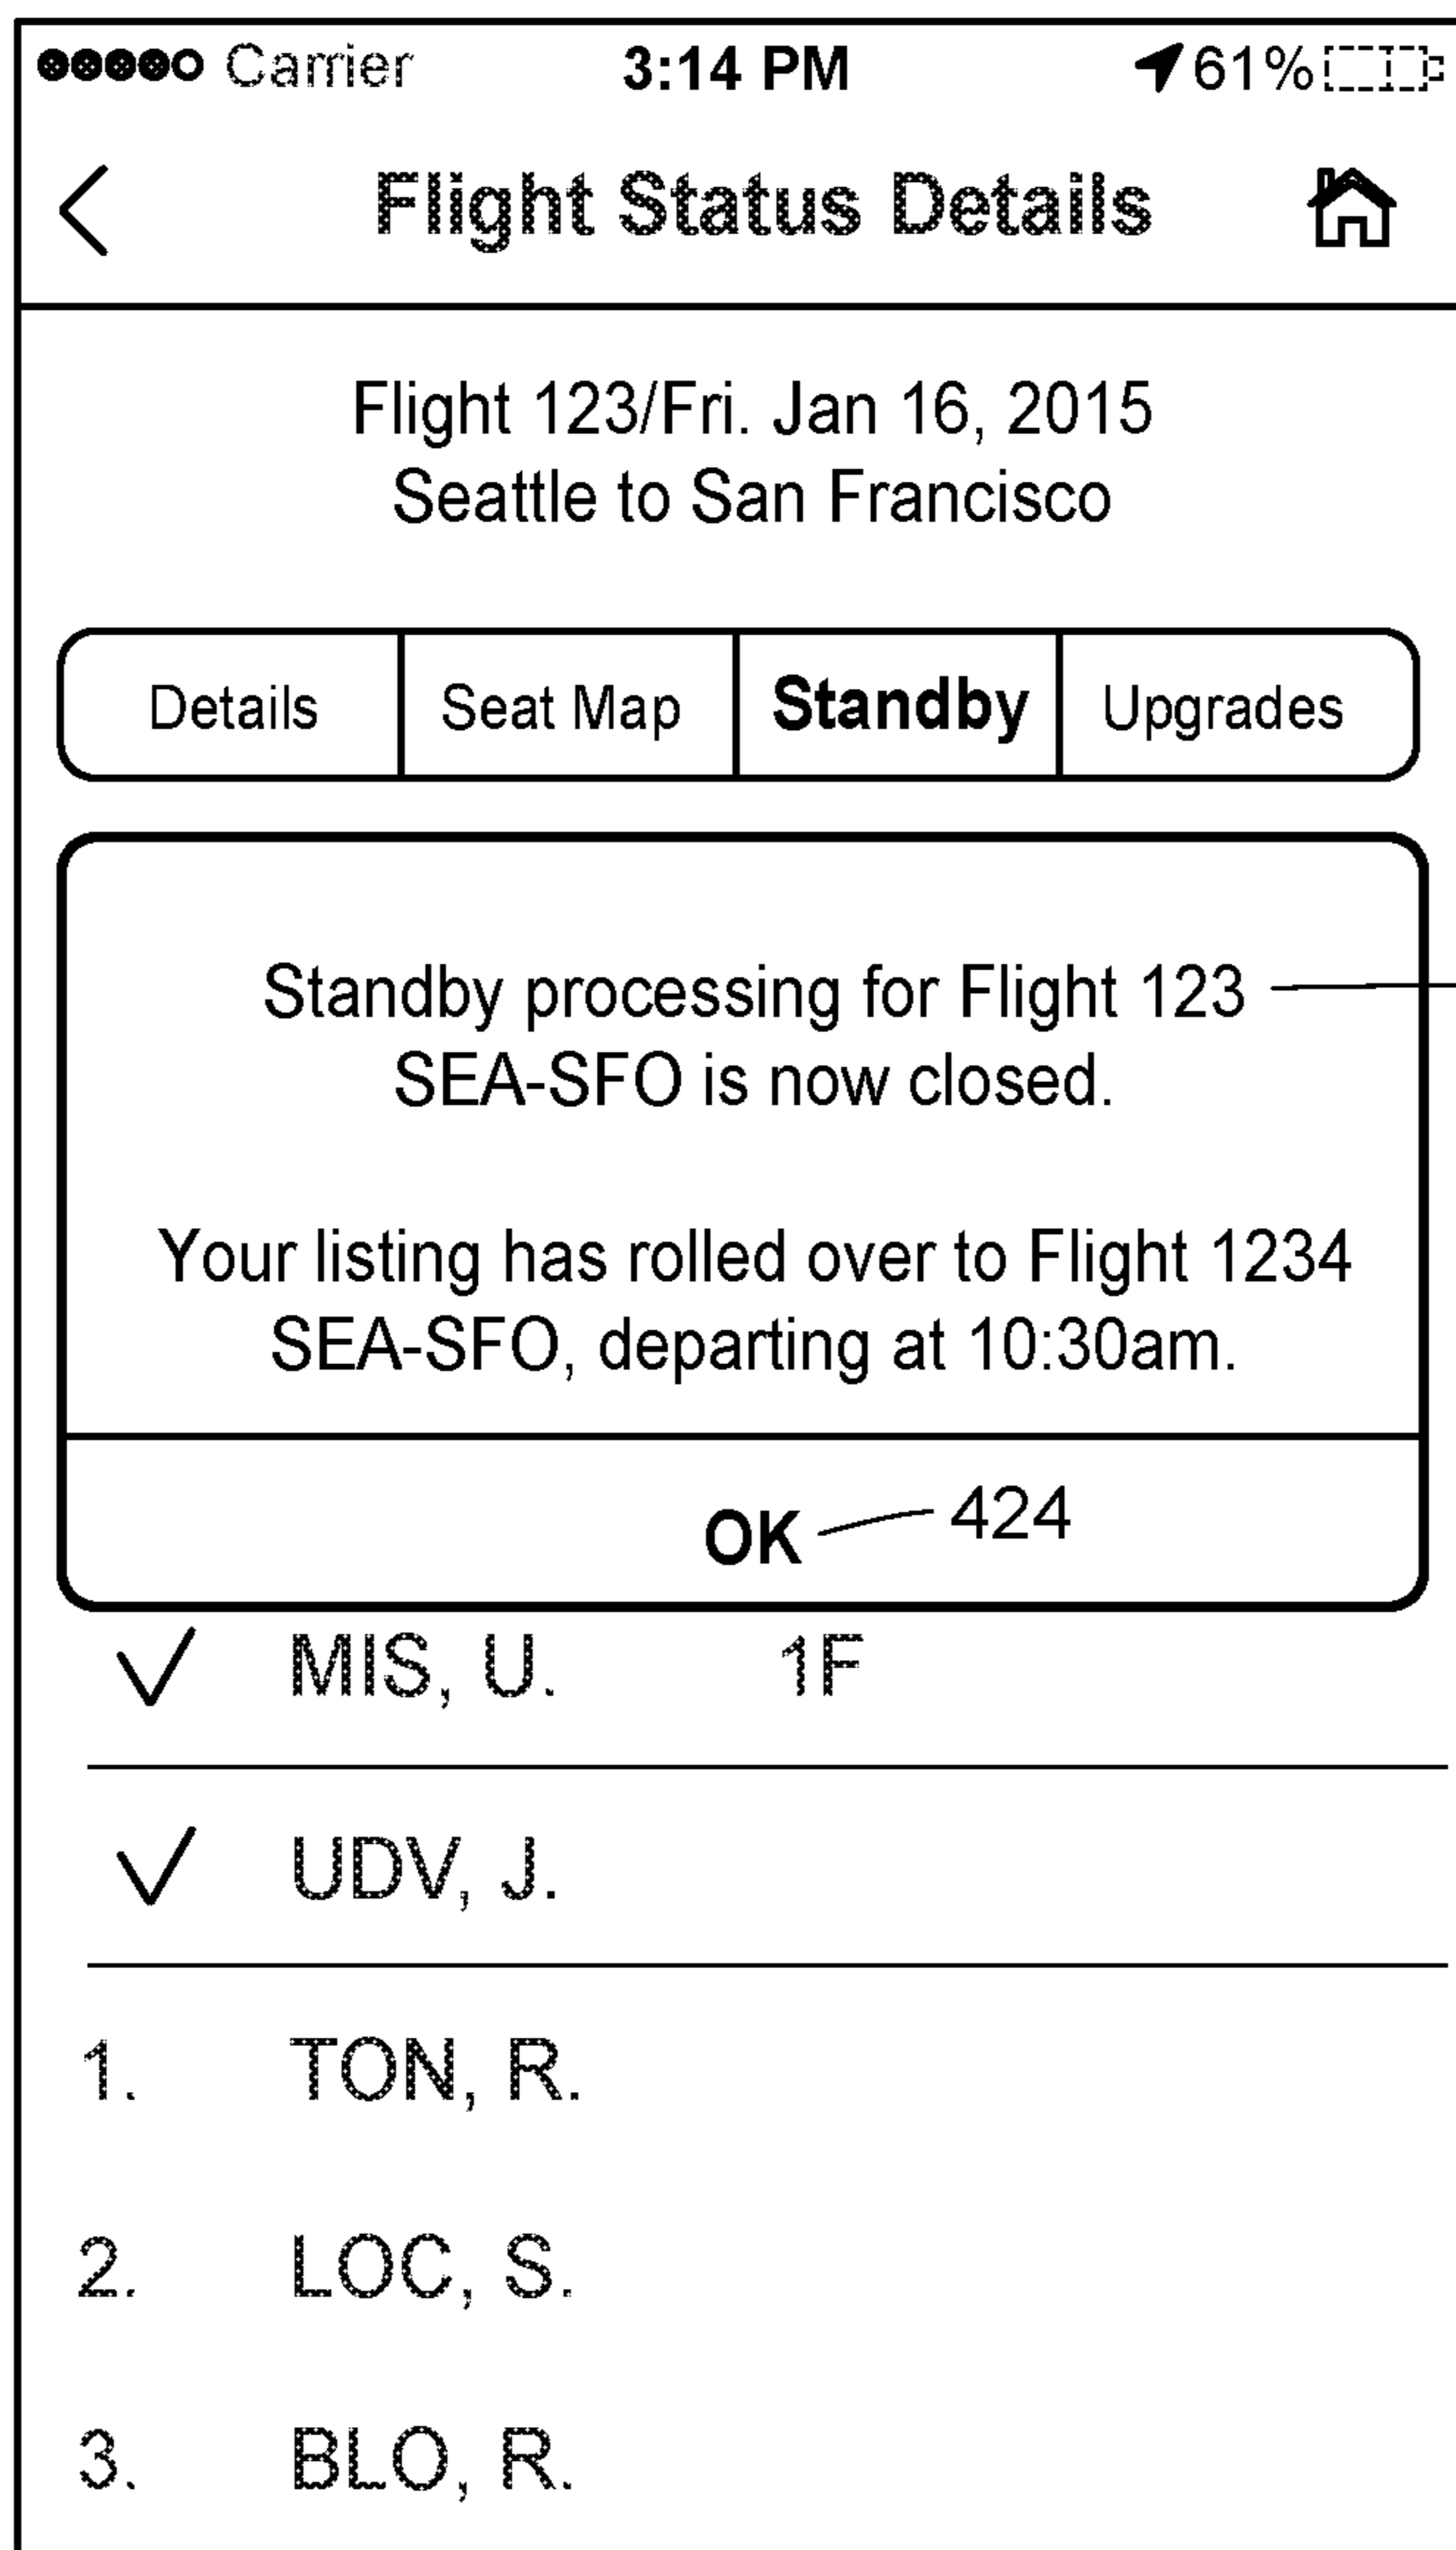 Carrier 3:14 PM 61%
Flight Status Details
Flight 123/Fri. Jan 16, 2015
Seattle to San Francisco
Details Seat Map Standby Upgrades
Standby processing for Flight 123
SEA-SFO is now closed.
Your listing has rolled over to Flight 1234
SEA-SFO, departing at 10:30am.
OK 424
MIS, U. 1F
UDV, J.
1. TON, R.
2. LOC, S.
3. BLO, R.